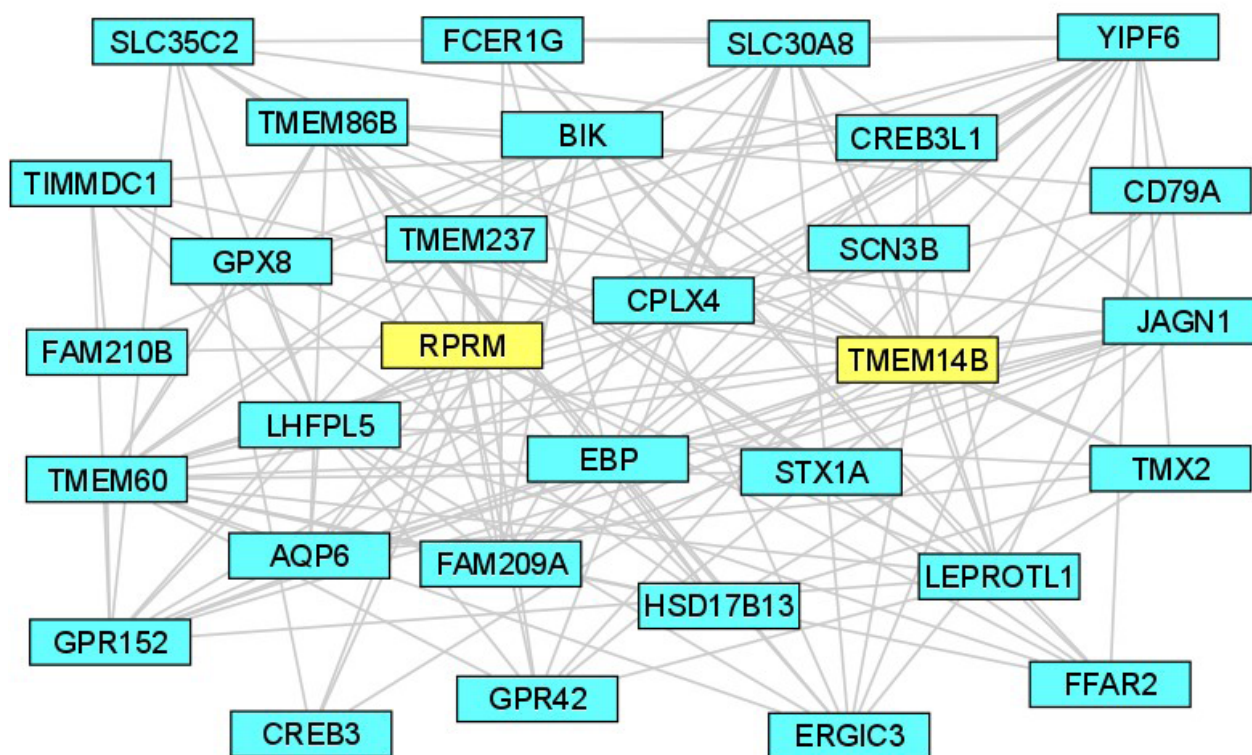 SLC35C2
FCER1G
SLC30A8
YIPF6
TMEM86B
BIK
CREB3L1
TIMMDC1
CD79A
TMEM237
SCN3B
GPX8
CPLX4
JAGN1
FAM210B
RPRM
TMEM14B
LHFPL5
EBP
STX1A
TMX2
TMEM60
AQP6
FAM209A
LEPROTL1
HSD17B13
GPR152
GPR42
FFAR2
CREB3
ERGIC3